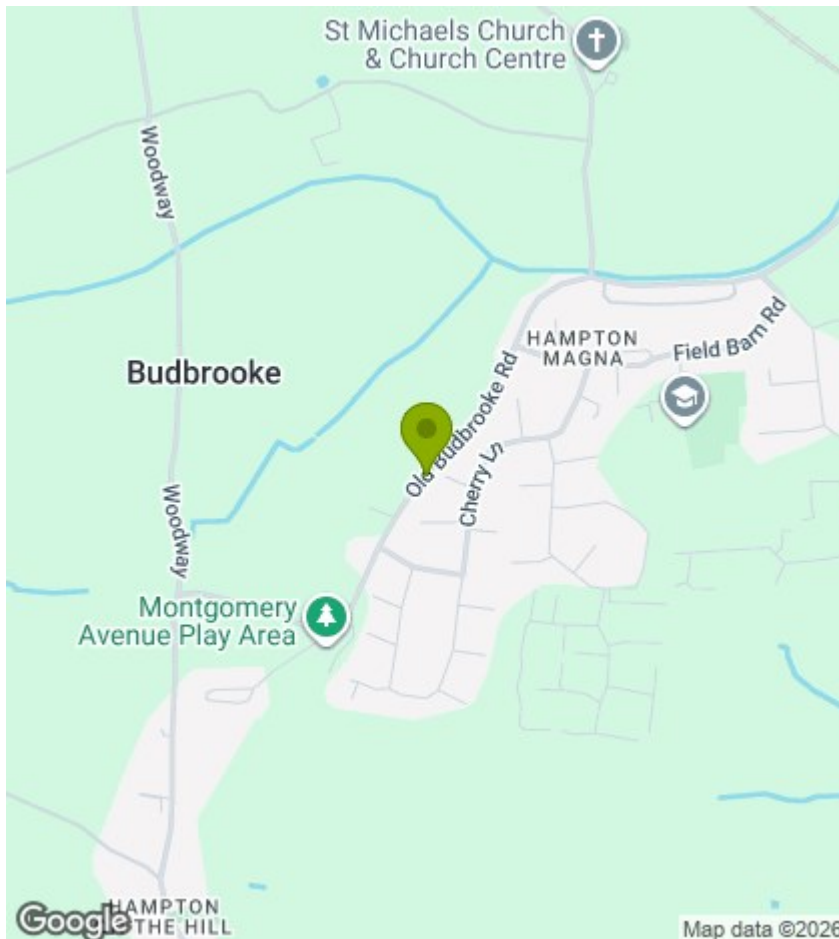 St Michaels Church
& Church Centre
Woodway
HAMPTON
MAGNA
Field Barn Rd
Budbrooke
Old Budbrooke Rd
Cherry L
Woodway
Montgomery
Avenue Play Area
HAMPTON
THE HILL
Google
Map data ©2026